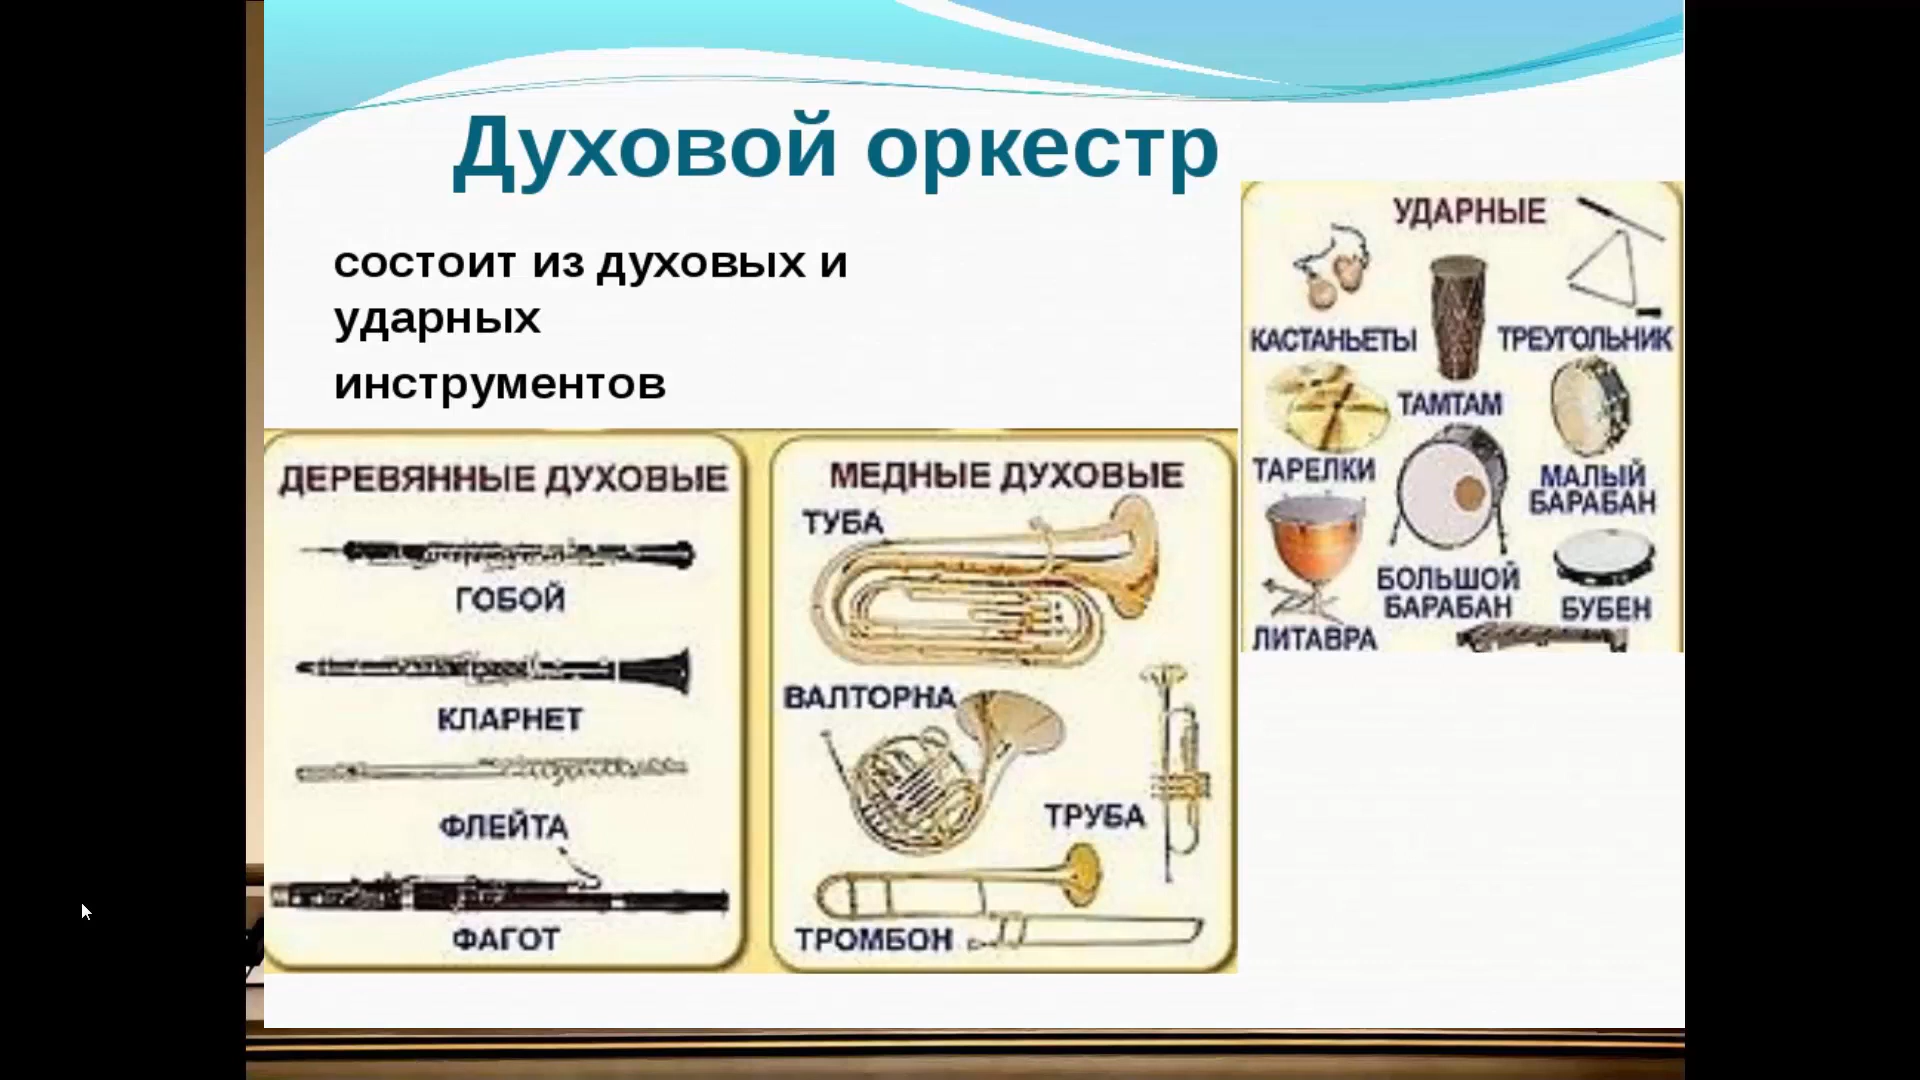 Духовой оркестр
состоит из духовых и
ударных
инструментов
ДЕРЕВЯННЫЕ ДУХОВЫЕ
ГОБОЙ
КЛАРНЕТ
ФЛЕЙТА
ФАГОТ
МЕДНЫЕ ДУХОВЫЕ
ТУБА
ВАЛТОРНА
ТРУБА
ТРОМБОН
УДАРНЫЕ
КАСТАНЬЕТЫ
ТРЕУГОЛЬНИК
ТАМТАМ
ТАРЕЛКИ
МАЛЫЙ
БАРАБАН
БОЛЬШОЙ
БАРАБАН
БУБЕН
ЛИТАВРА